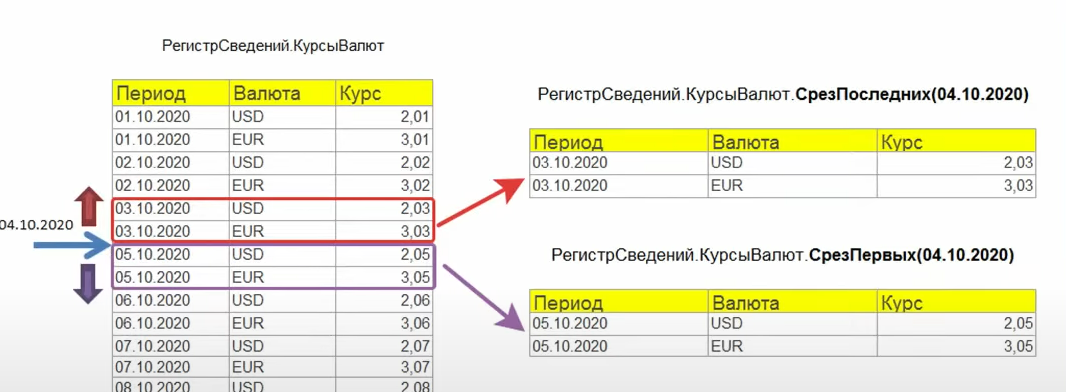 РегистрСведений.КурсыВалют
Период Валюта Курс
01.10.2020 USD 2,01
01.10.2020 EUR 3,01
02.10.2020 USD 2,02
02.10.2020 EUR 3,02
03.10.2020 USD 2,03
03.10.2020 EUR 3,03
04.10.2020
05.10.2020 USD 2,05
05.10.2020 EUR 3,05
06.10.2020 USD 2,06
06.10.2020 EUR 3,06
07.10.2020 USD 2,07
07.10.2020 EUR 3,07
08.10.2020 USD 2,08
РегистрСведений.КурсыВалют.СрезПоследних(04.10.2020)
Период Валюта Курс
03.10.2020 USD 2,03
03.10.2020 EUR 3,03
РегистрСведений.КурсыВалют.СрезПервых(04.10.2020)
Период Валюта Курс
05.10.2020 USD 2,05
05.10.2020 EUR 3,05